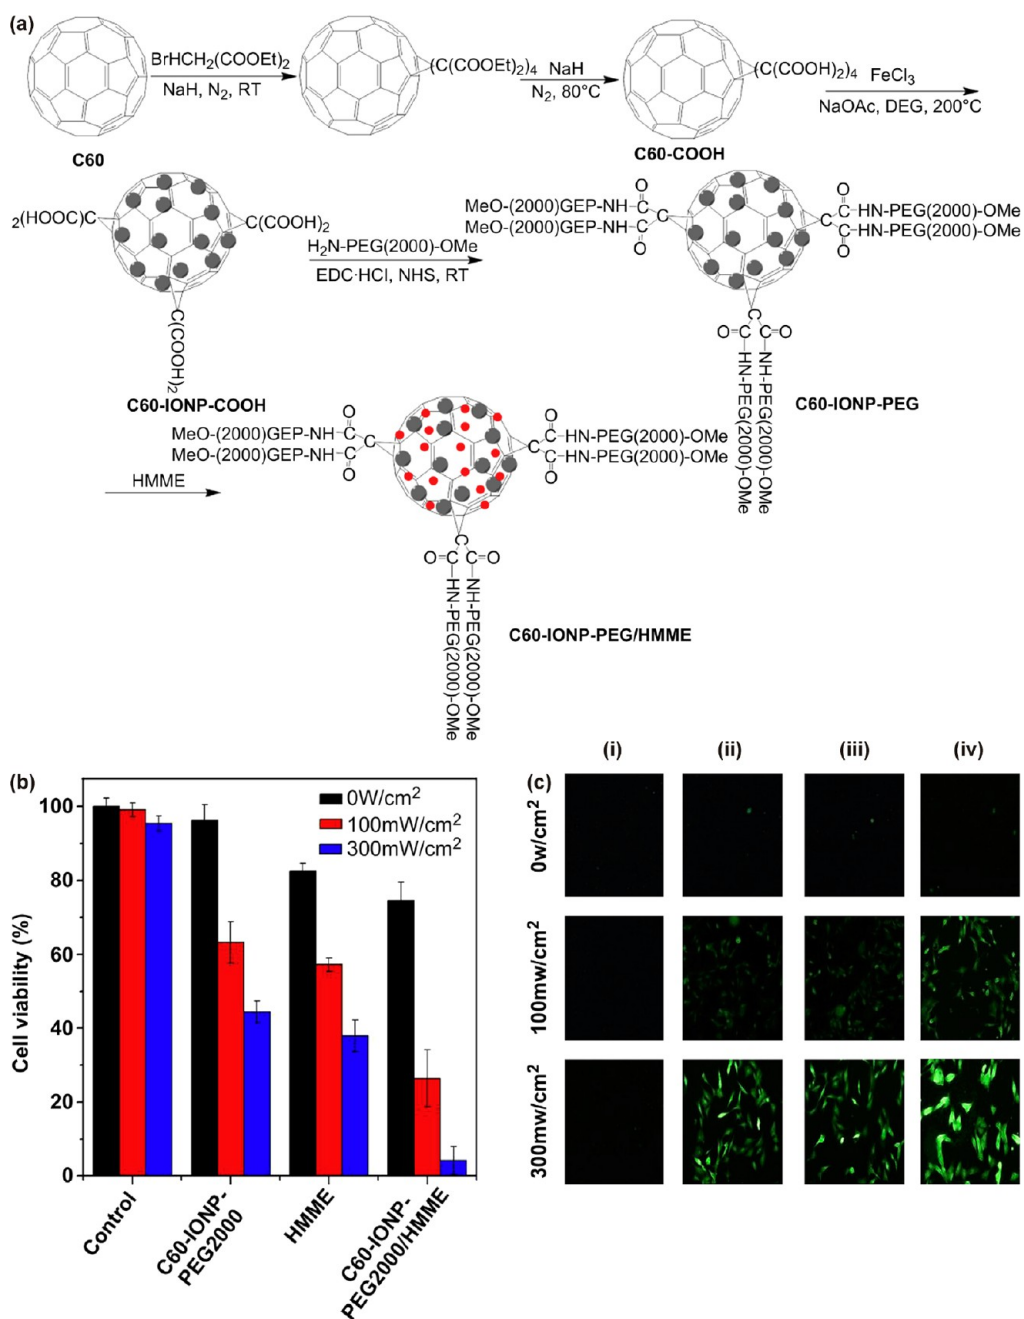 (a)
BrHCH2(COOEt)2
NaH, N2, RT
C60
(C(COOEt)2)4
NaH
N2, 80°C
(C(COOH)2)4
C60-COOH
FeCl3
NaOAc, DEG, 200°C
2(HOOC)C
C(COOH)2
C(COOH)2
C60-IONP-COOH
H2N-PEG(2000)-OMe
EDC·HCl, NHS, RT
MeO-(2000)GEP-NH
MeO-(2000)GEP-NH
O
O
C
C
O
HN-PEG(2000)-OMe
HN-PEG(2000)-OMe
O
C
O=C C=O
HN-PEG(2000)-OMe
NH-PEG(2000)-OMe
C60-IONP-PEG
HMME
MeO-(2000)GEP-NH
MeO-(2000)GEP-NH
O
O
C
C
O
HN-PEG(2000)-OMe
HN-PEG(2000)-OMe
O
C
O=C C=O
HN-PEG(2000)-OMe
NH-PEG(2000)-OMe
C60-IONP-PEG/HMME
(b)
Cell viability (%)
100
80
60
40
20
0
0W/cm2
100mW/cm2
300mW/cm2
Control
C60-IONP-
PEG2000
HMME
C60-IONP-
PEG2000/HMME
(c)
(i) (ii) (iii) (iv)
0w/cm2
100mw/cm2
300mw/cm2